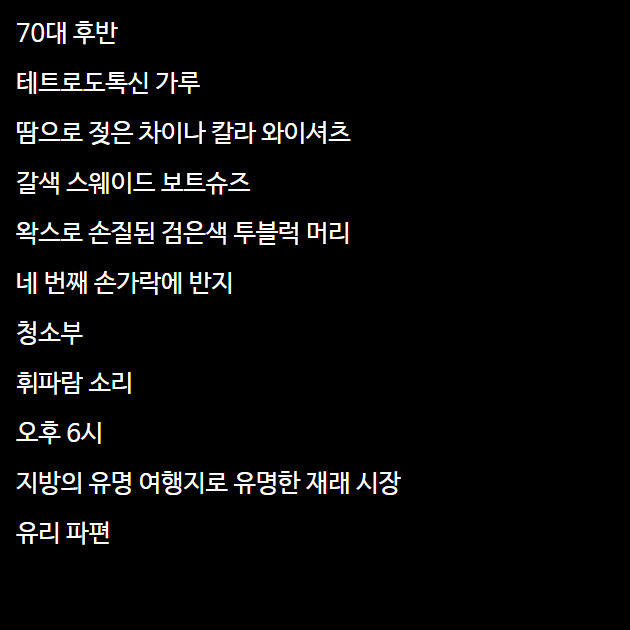 70대 후반
테트로도톡신 가루
땀으로 젖은 차이나 칼라 와이셔츠
갈색 스웨이드 보트슈즈
왁스로 손질된 검은색 투블럭 머리
네 번째 손가락에 반지
청소부
휘파람 소리
오후 6시
지방의 유명 여행지로 유명한 재래 시장
유리 파편